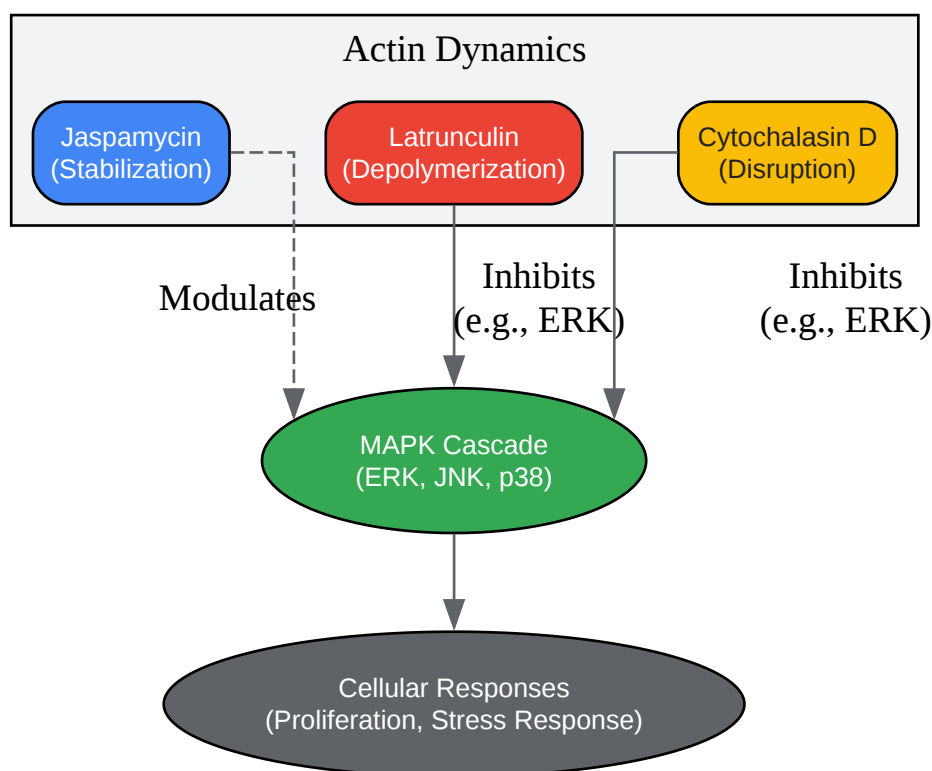 Actin Dynamics
Jaspamycin
(Stabilization)
Latrunculin
(Depolymerization)
Cytochalasin D
(Disruption)
Modulates
Inhibits
(e.g., ERK)
Inhibits
(e.g., ERK)
MAPK Cascade
(ERK, JNK, p38)
Cellular Responses
(Proliferation, Stress Response)